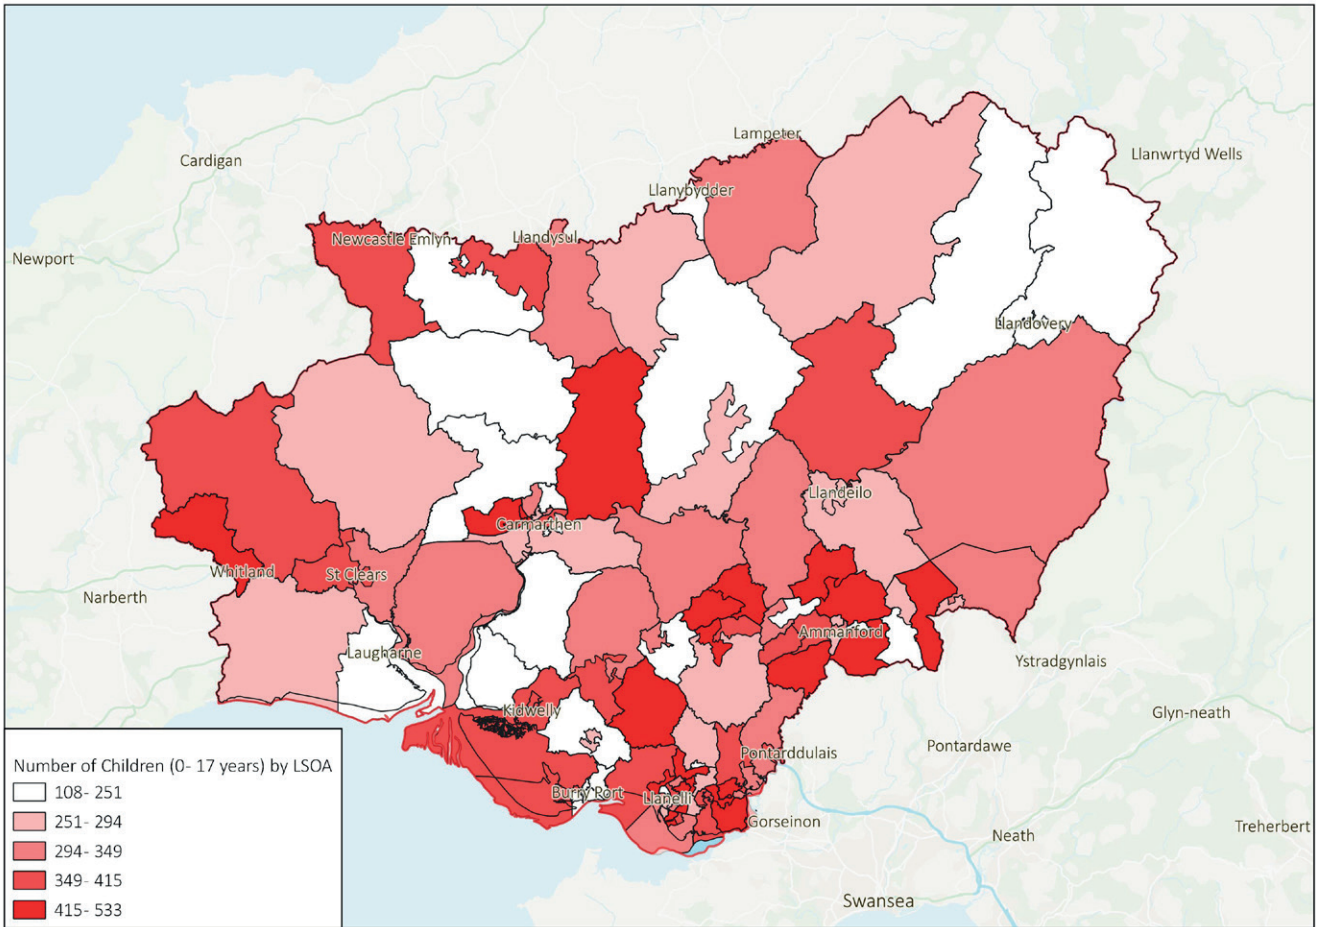 Lampeter
Cardigan
Llanwrtyd Wells
Llanybydder
Newcastle Emlyn
Llandysul
Newport
Llandovery
Llandeilo
Carmarthen
Whitland
St Clears
Narberth
Ammanford
Laugharne
Ystradgynlais
Kidwelly
Glyn-neath
Pontarddulais
Pontardawe
Number of Children (0- 17 years) by LSOA
108- 251
251- 294
294- 349
349- 415
415- 533
Burry Port
Llanelli
Gorseinon
Neath
Treherbert
Swansea